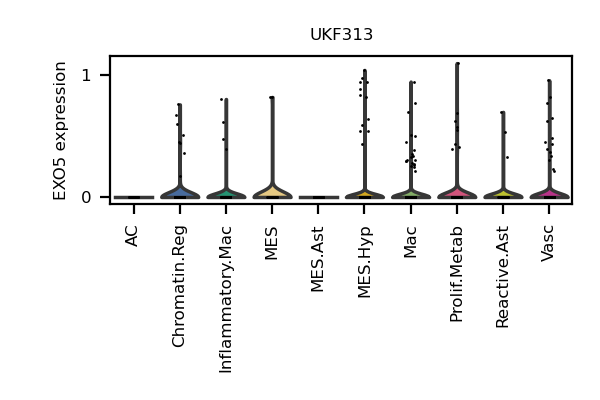 UKF313
EXO5 expression
1
0
AC
Chromatin.Reg
Inflammatory.Mac
MES
MES.Ast
MES.Hyp
Mac
Prolif.Metab
Reactive.Ast
Vasc